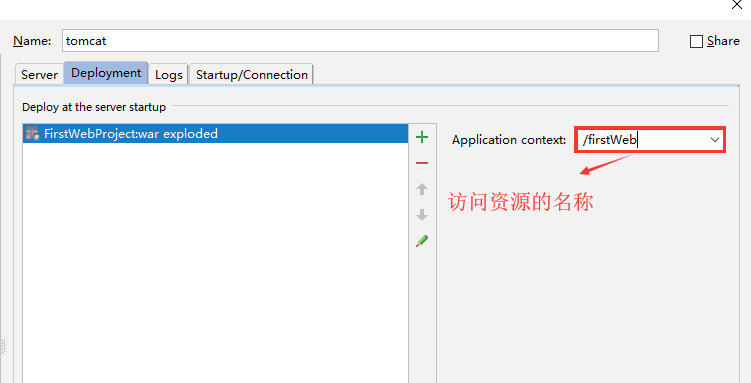 Name: tomcat Share
Server Deployment Logs Startup/Connection
Deploy at the server startup
FirstWebProject:war exploded
Application context: /firstWeb
访问资源的名称